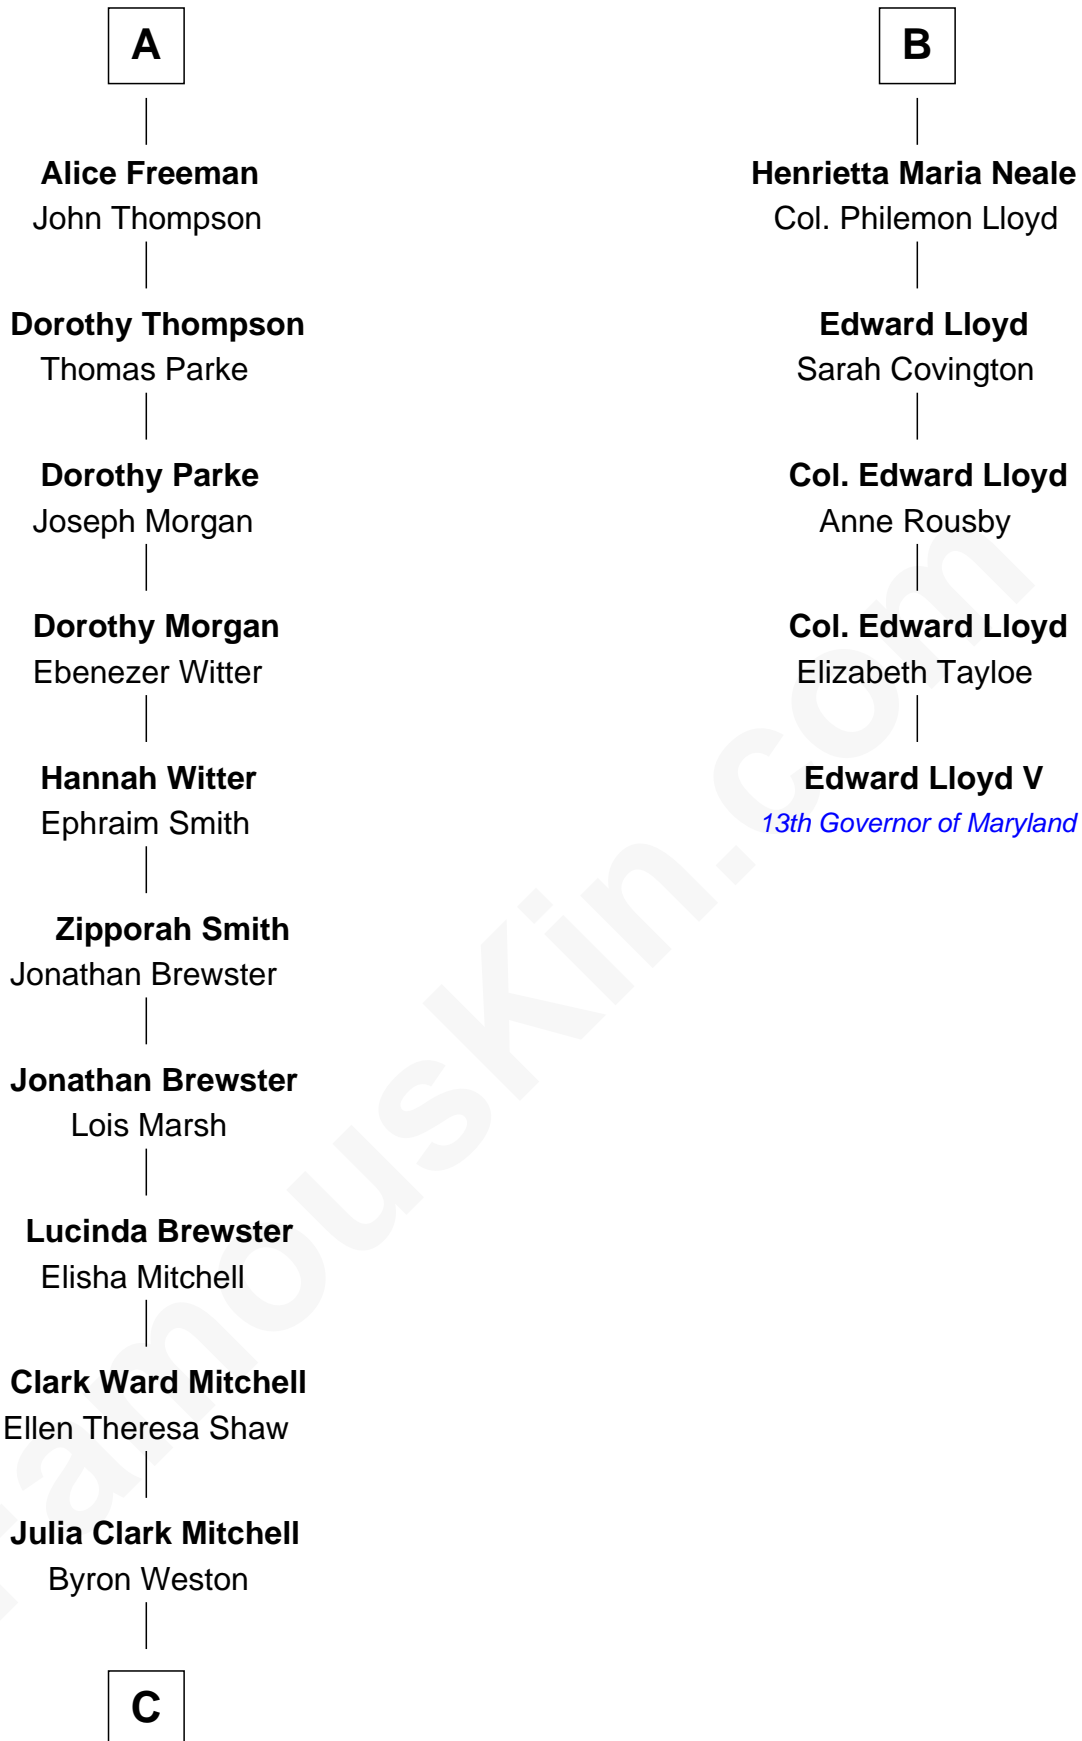 A
Alice Freeman
John Thompson
Dorothy Thompson
Thomas Parke
Dorothy Parke
Joseph Morgan
Dorothy Morgan
Ebenezer Witter
Hannah Witter
Ephraim Smith
Zipporah Smith
Jonathan Brewster
Jonathan Brewster
Lois Marsh
Lucinda Brewster
Elisha Mitchell
Clark Ward Mitchell
Ellen Theresa Shaw
Julia Clark Mitchell
Byron Weston
C
B
Henrietta Maria Neale
Col. Philemon Lloyd
Edward Lloyd
Sarah Covington
Col. Edward Lloyd
Anne Rousby
Col. Edward Lloyd
Elizabeth Tayloe
Edward Lloyd V
13th Governor of Maryland
FamousKin.com